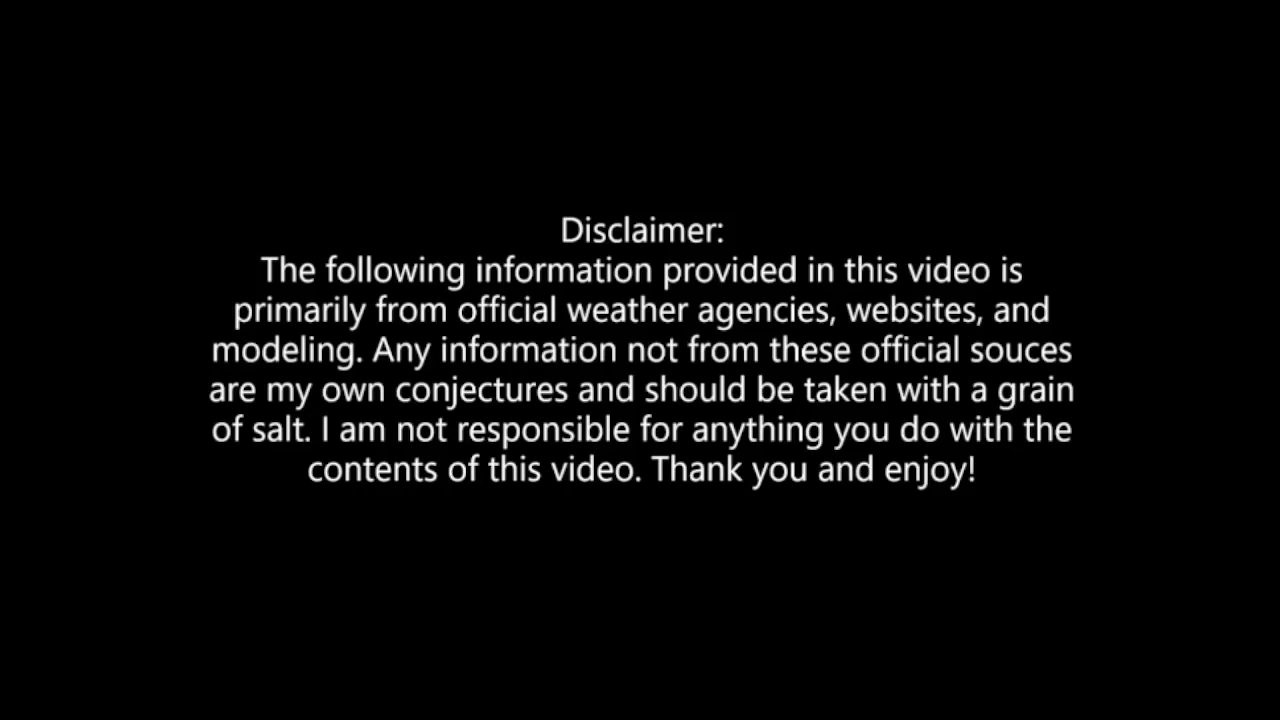 Disclaimer:
The following information provided in this video is
primarily from official weather agencies, websites, and
modeling. Any information not from these official souces
are my own conjectures and should be taken with a grain
of salt. I am not responsible for anything you do with the
contents of this video. Thank you and enjoy!